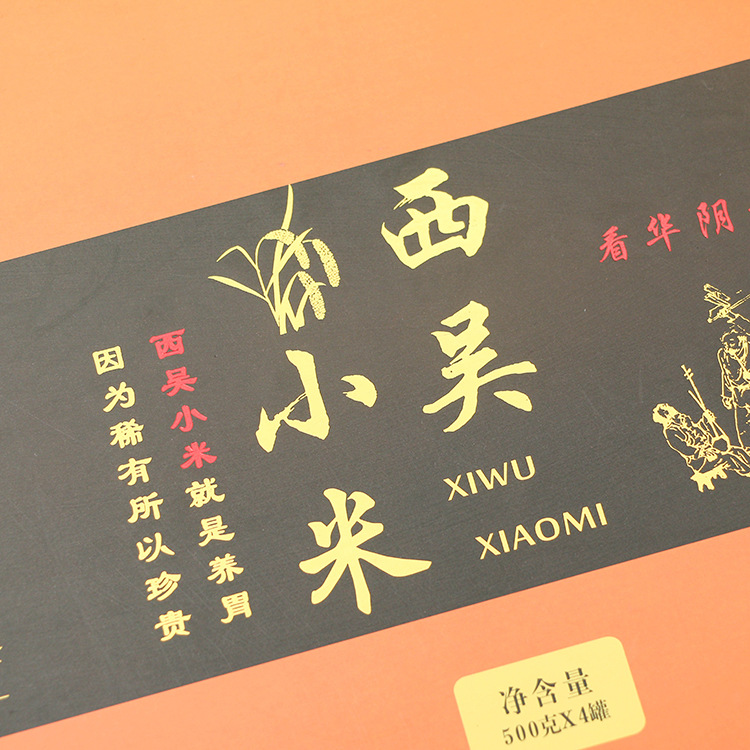 西吴
小米
XIWU
XIAOMI
西吴小米就是养胃
因为稀有所以珍贵
看华阴
净含量
500克X4罐